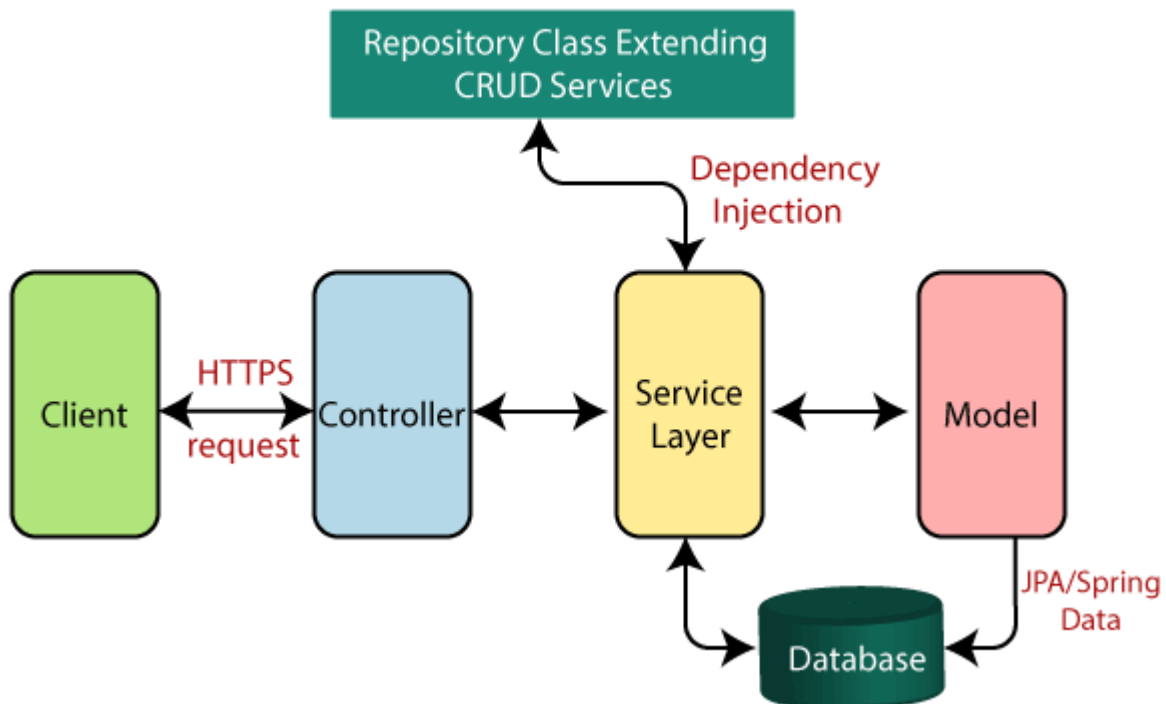 Repository Class Extending
CRUD Services
Dependency
Injection
HTTPS
request
Client
Controller
Service
Layer
Model
JPA/Spring
Data
Database